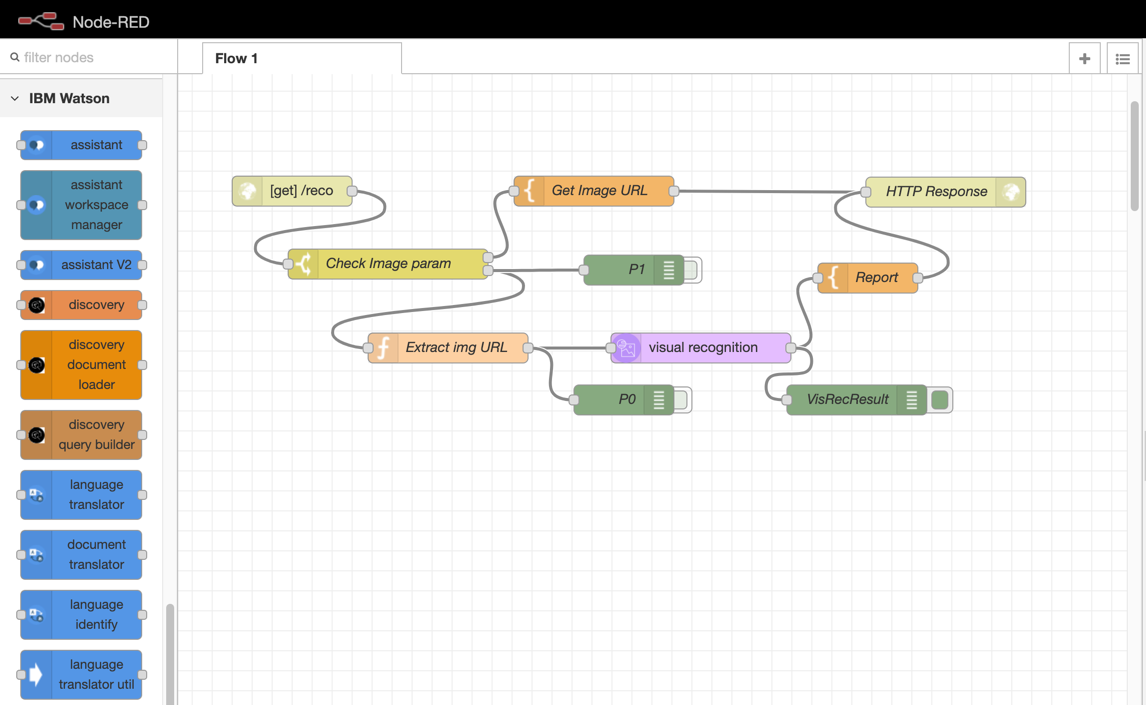 Node-RED
filter nodes
Flow 1
IBM Watson
assistant
assistant
workspace
manager
assistant V2
discovery
discovery
document
loader
discovery
query builder
language
translator
document
translator
language
identify
language
translator util
[get] /reco
Get Image URL
HTTP Response
Check Image param
P1
Report
Extract img URL
visual recognition
P0
VisRecResult